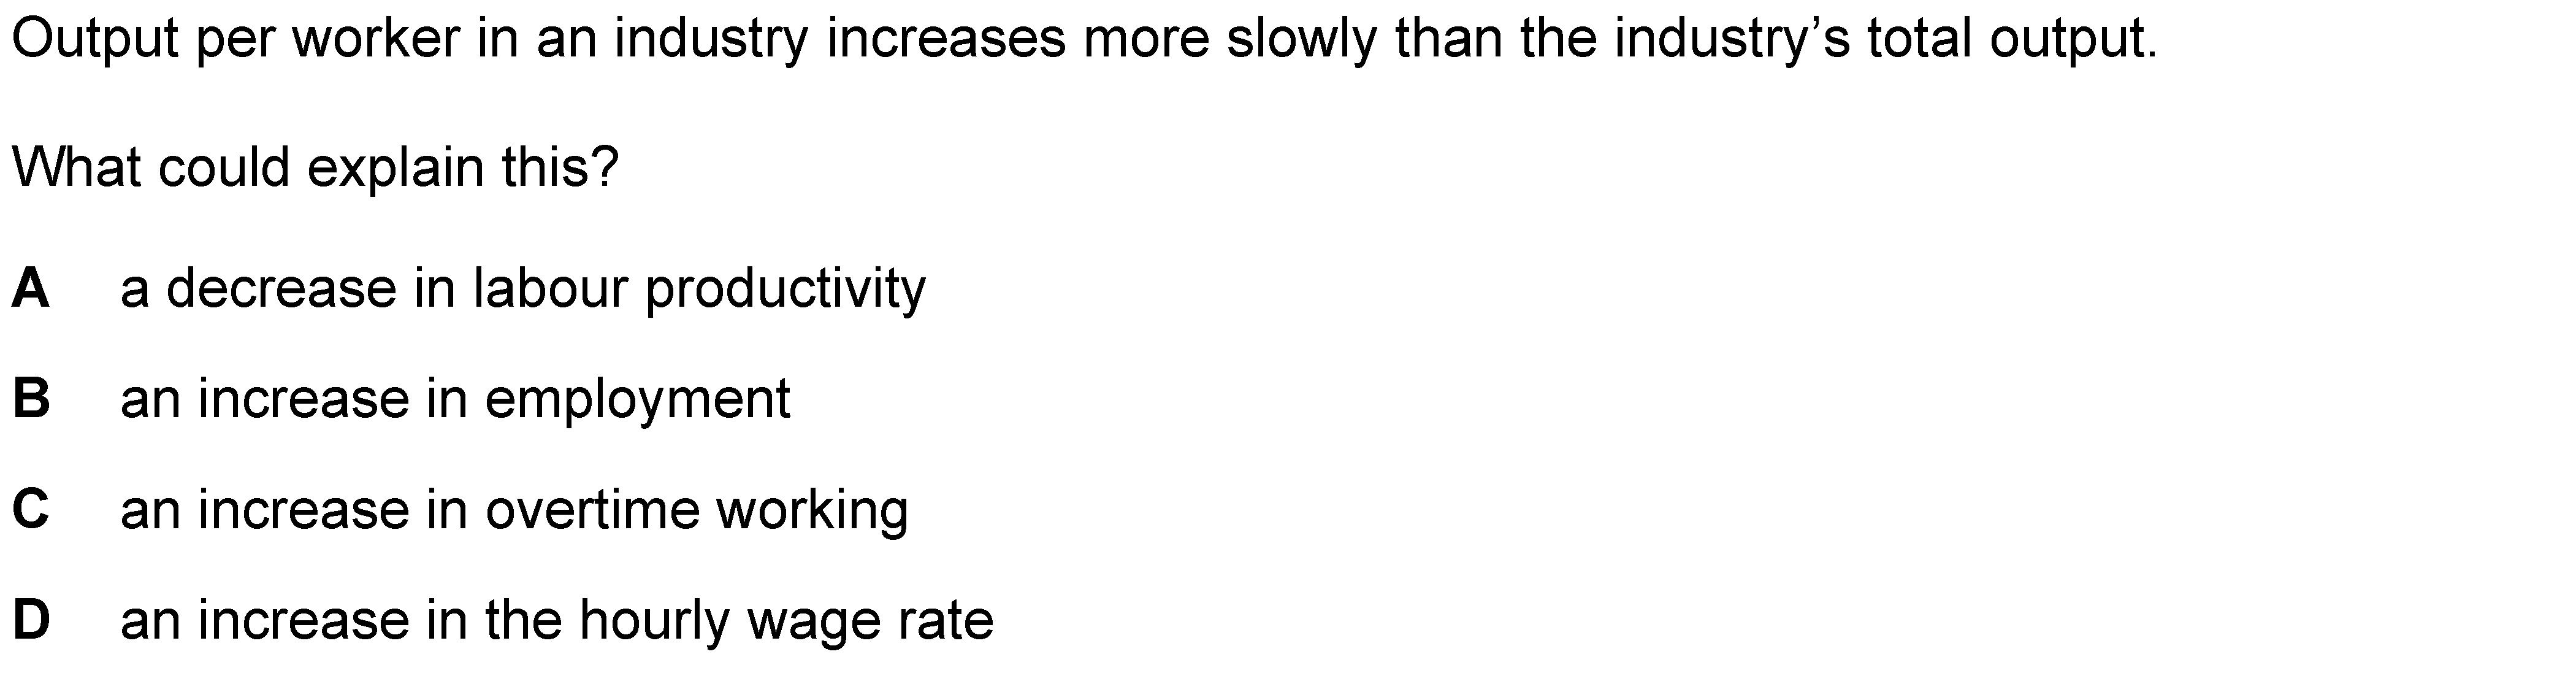 Output per worker in an industry increases more slowly than the industry’s total output.
What could explain this?
A a decrease in labour productivity
B an increase in employment
C an increase in overtime working
D an increase in the hourly wage rate